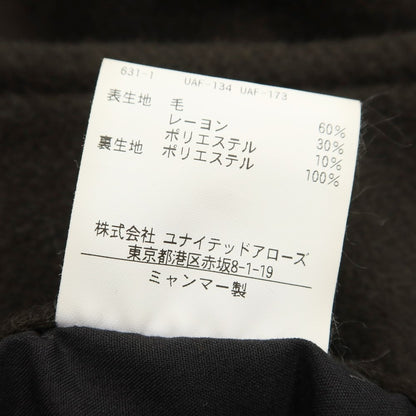 631-1 UAF-134 UAF-173
表生地 毛 60%
レーヨン 30%
ポリエステル 10%
裏生地 ポリエステル 100%
株式会社 ユナイテッドアローズ
東京都港区赤坂8-1-19
ミャンマー製